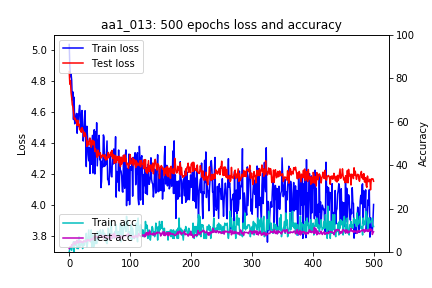 aa1_013: 500 epochs loss and accuracy
Train loss
Test loss
Train acc
Test acc
Loss
5.0
4.8
4.6
4.4
4.2
4.0
3.8
Accuracy
100
80
60
40
20
0
0 100 200 300 400 500